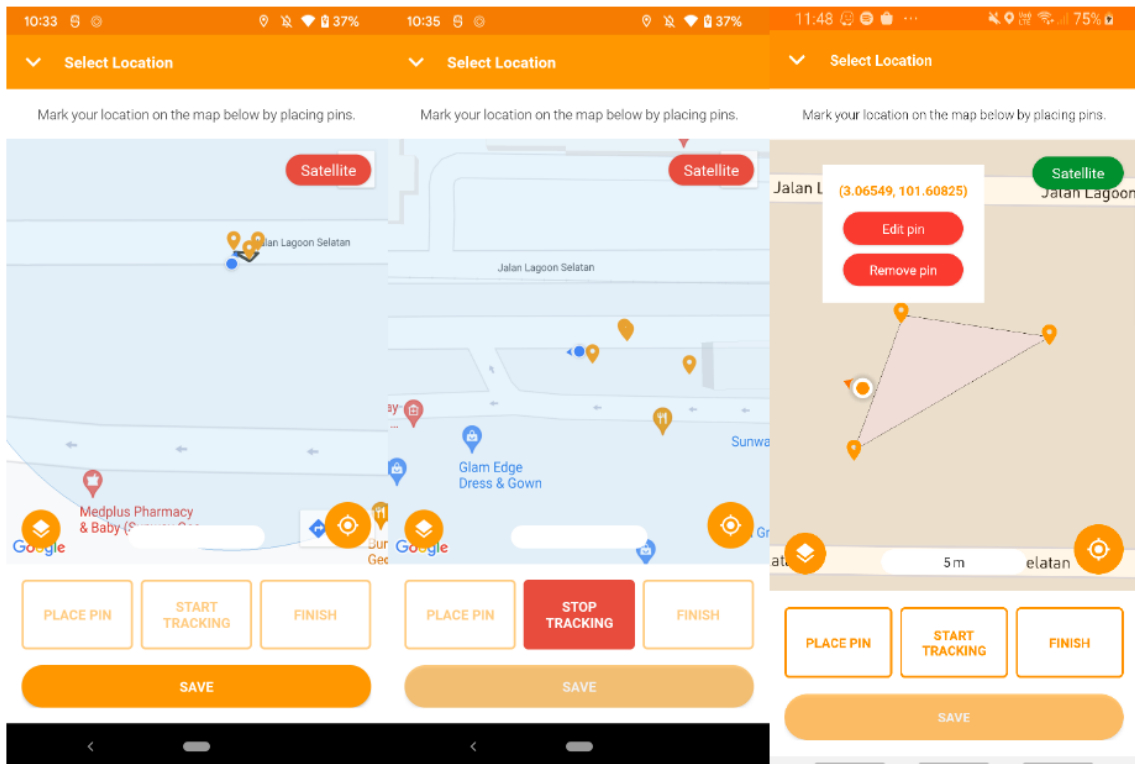 10:33
37%
Select Location
Mark your location on the map below by placing pins.
Satellite
Jalan Lagoon Selatan
Medplus Pharmacy
& Baby
Google
PLACE PIN
START
TRACKING
FINISH
SAVE
10:35
37%
Select Location
Mark your location on the map below by placing pins.
Satellite
Jalan Lagoon Selatan
ay
...
Glam Edge
Dress & Gown
Sunwa
Google
PLACE PIN
STOP
TRACKING
FINISH
SAVE
11:48
75%
Select Location
Mark your location on the map below by placing pins.
Satellite
Jalan L
Jalan Lagoon
(3.06549, 101.60825)
Edit pin
Remove pin
5 m
elatan
PLACE PIN
START
TRACKING
FINISH
SAVE